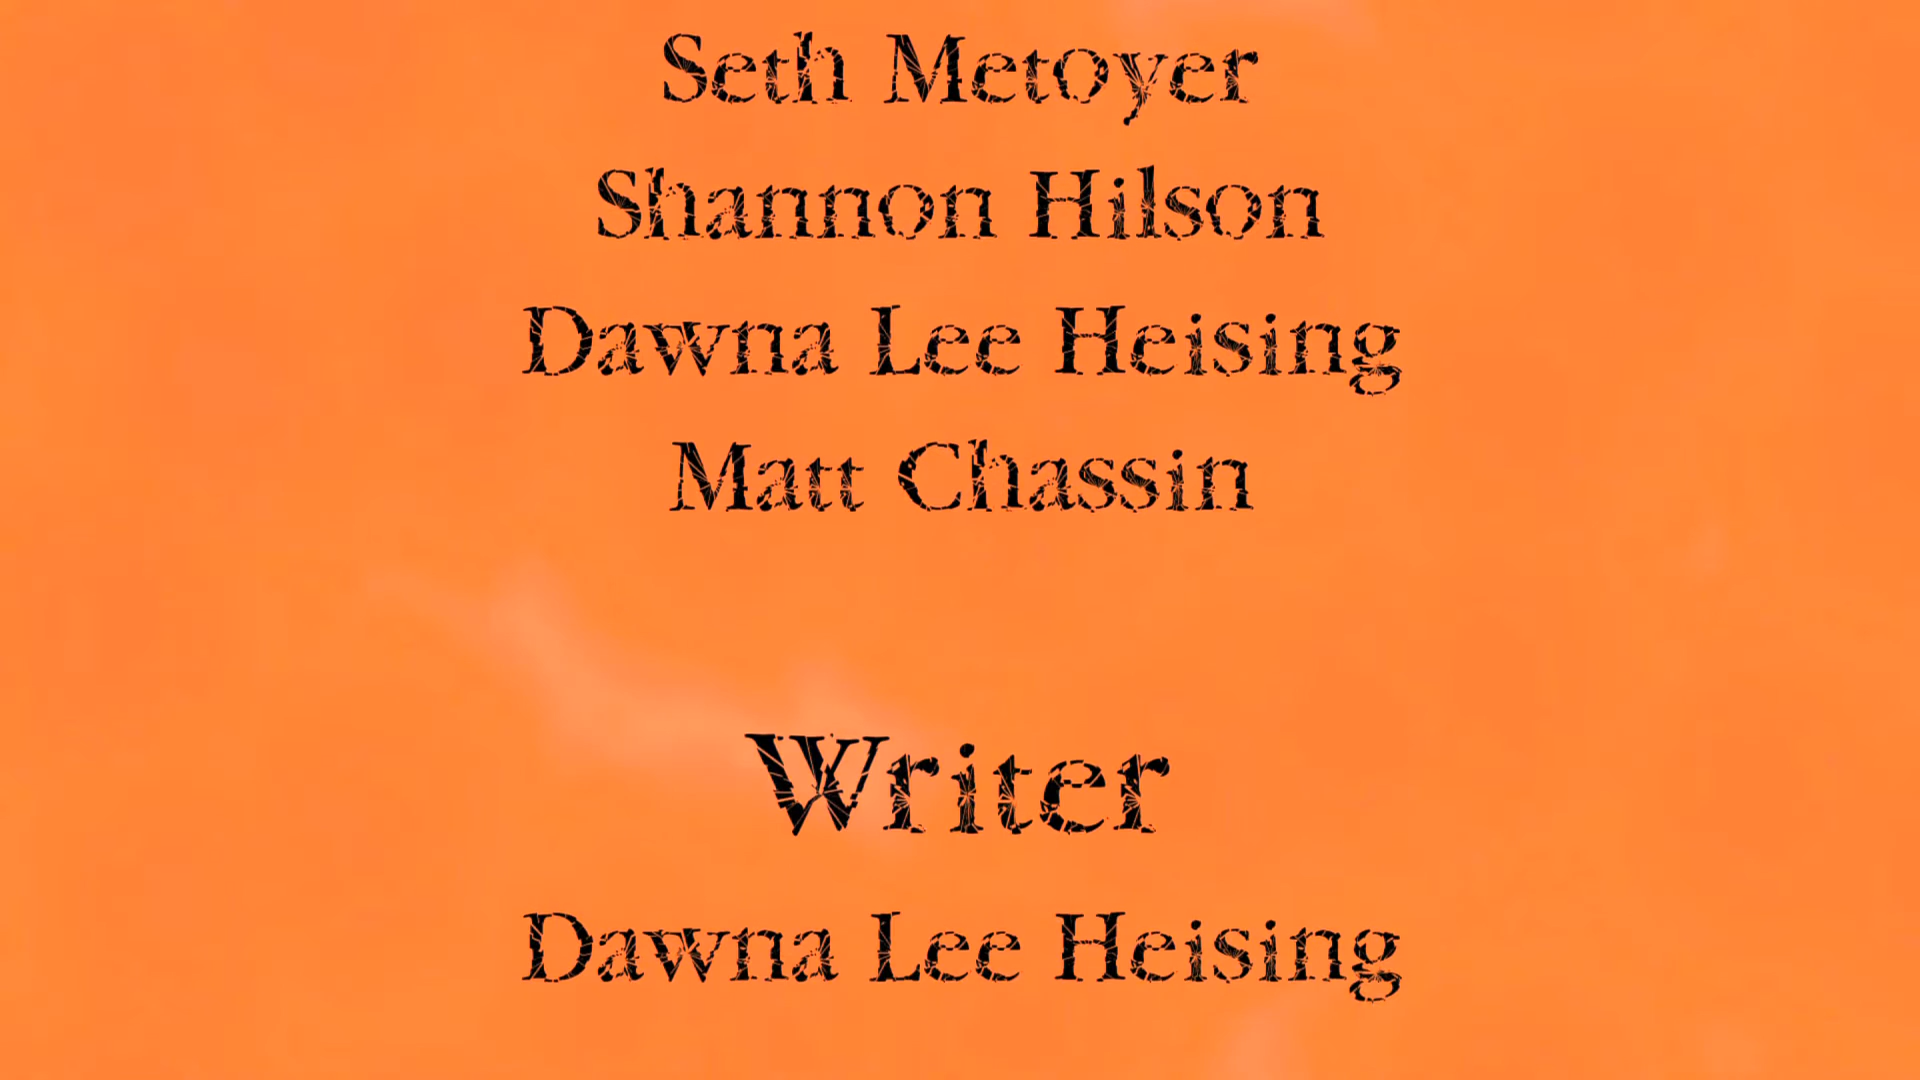 Seth Metoyer
Shannon Hilson
Dawna Lee Heising
Matt Chassin
Writer
Dawna Lee Heising